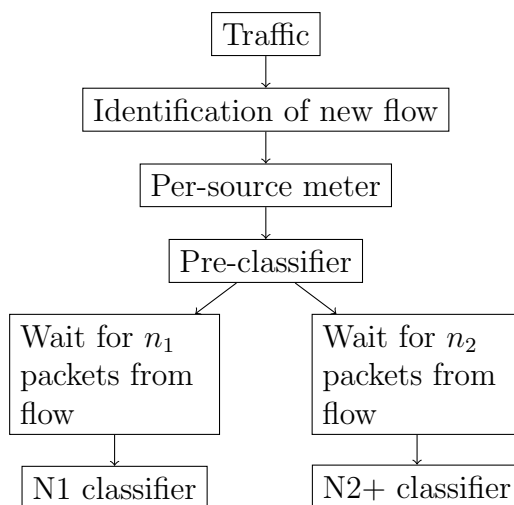 Traffic
Identification of new flow
Per-source meter
Pre-classifier
Wait for n₁
packets from
flow
Wait for n₂
packets from
flow
N1 classifier
N2+ classifier